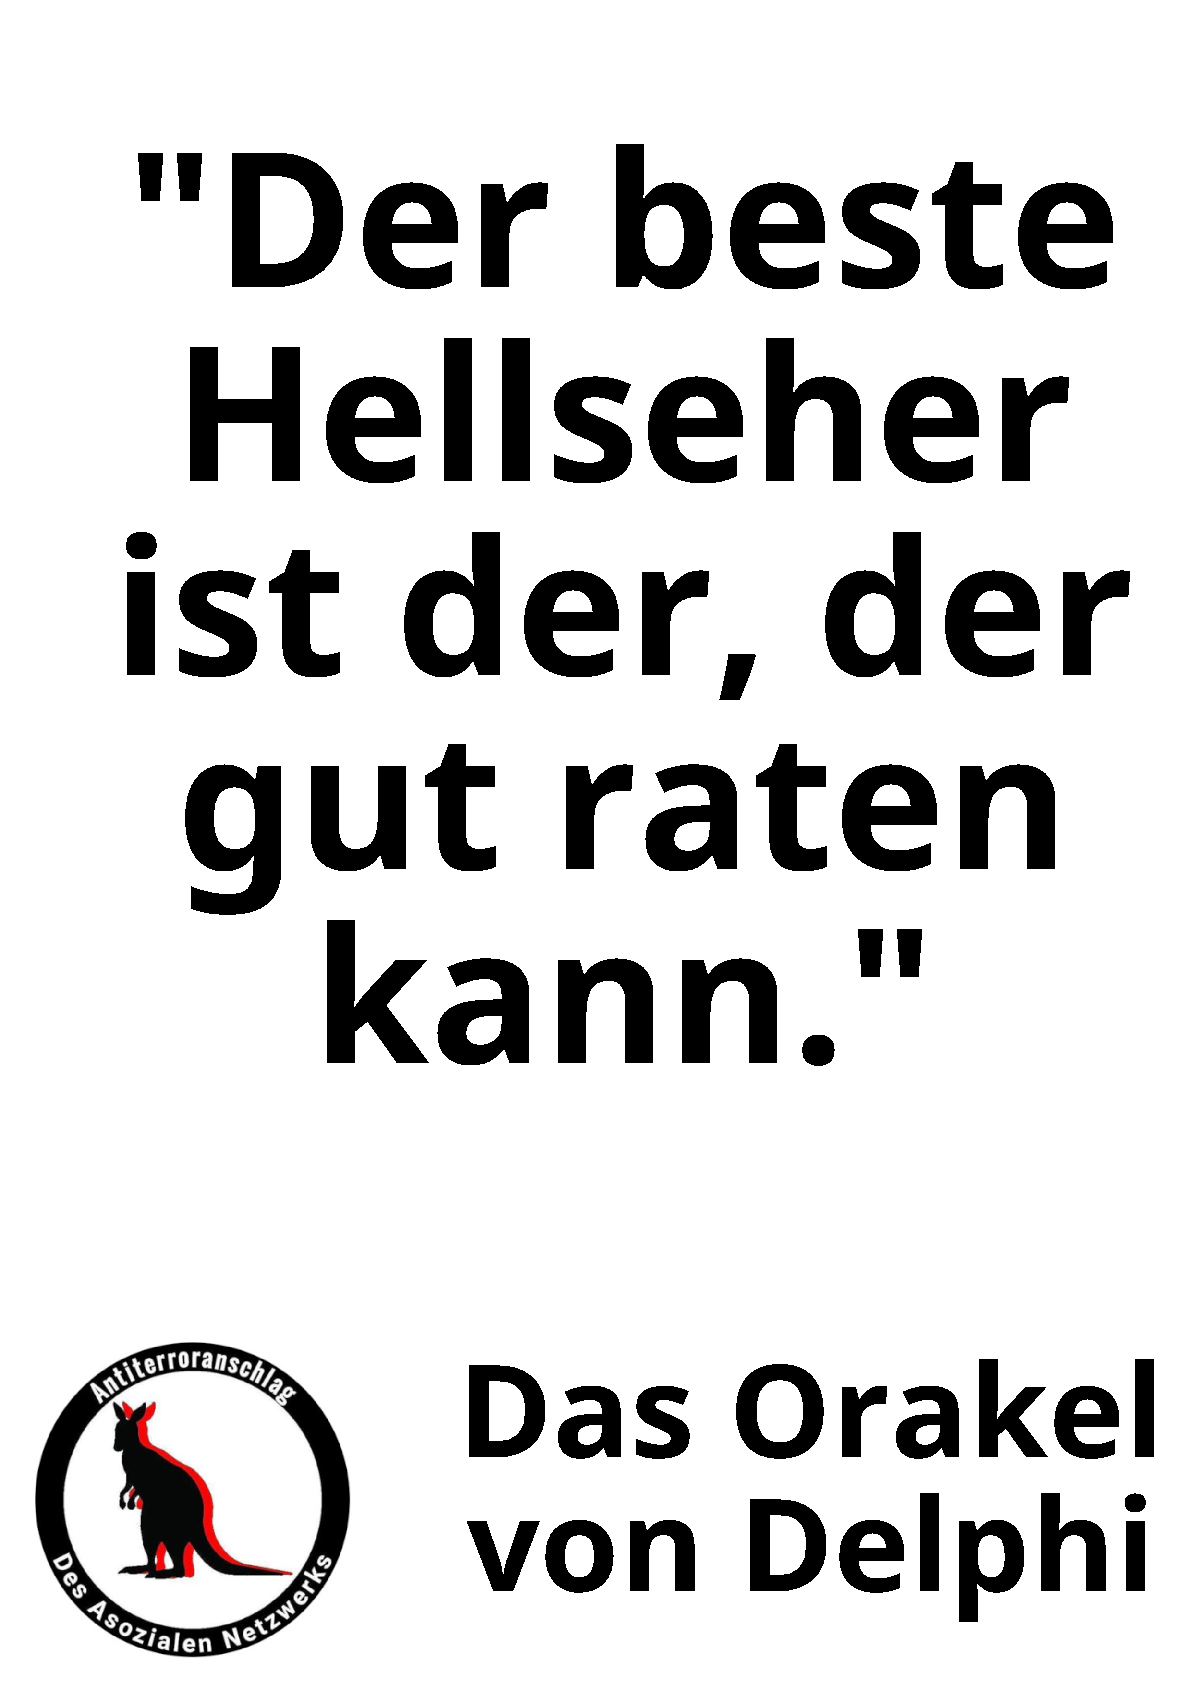 "Der beste
Hellseher
ist der, der
gut raten
kann."
Antiterroranschlag
Des Asozialen Netzwerks
Das Orakel
von Delphi